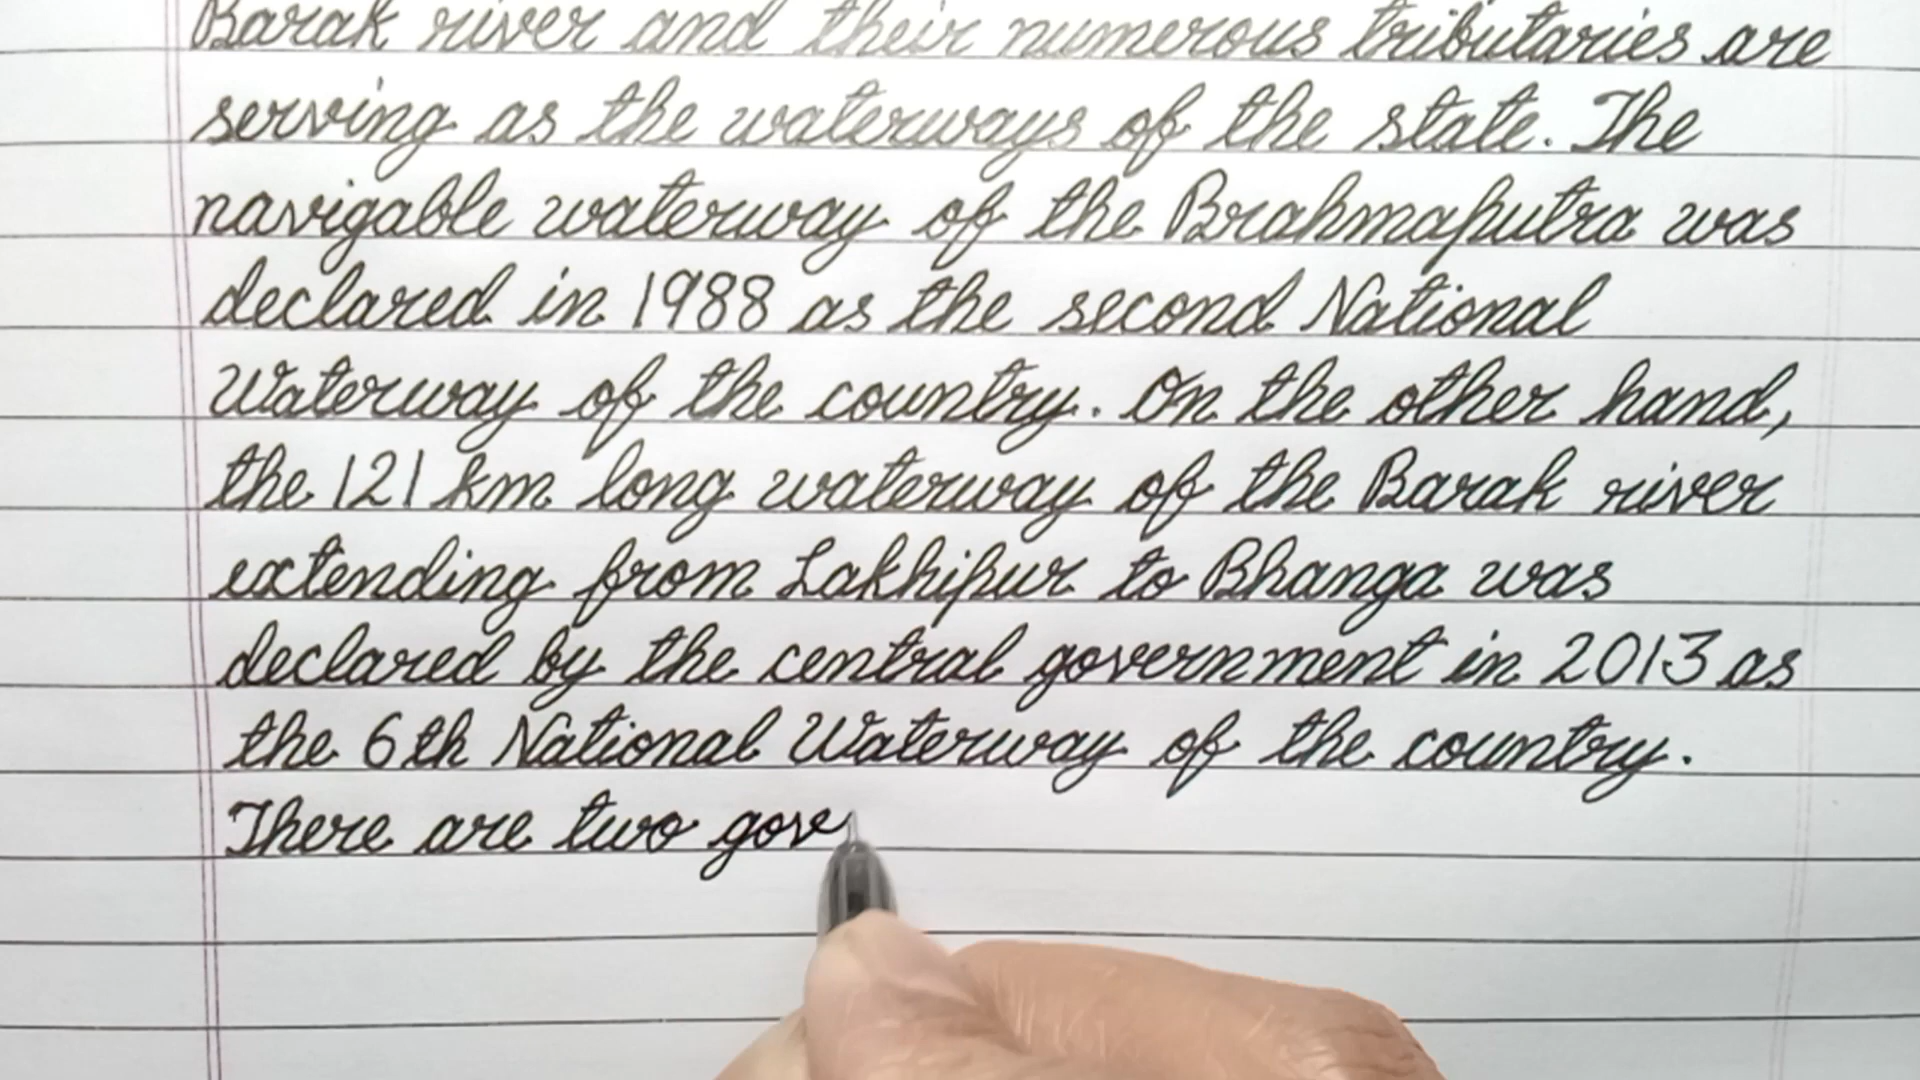 Barak river and their numerous tributaries are
serving as the waterways of the state. The
navigable waterway of the Brahmaputra was
declared in 1988 as the second National
Waterway of the country. On the other hand,
the 121 km long waterway of the Barak river
extending from Lakhipur to Bhanga was
declared by the central government in 2013 as
the 6th National Waterway of the country.
There are two gove